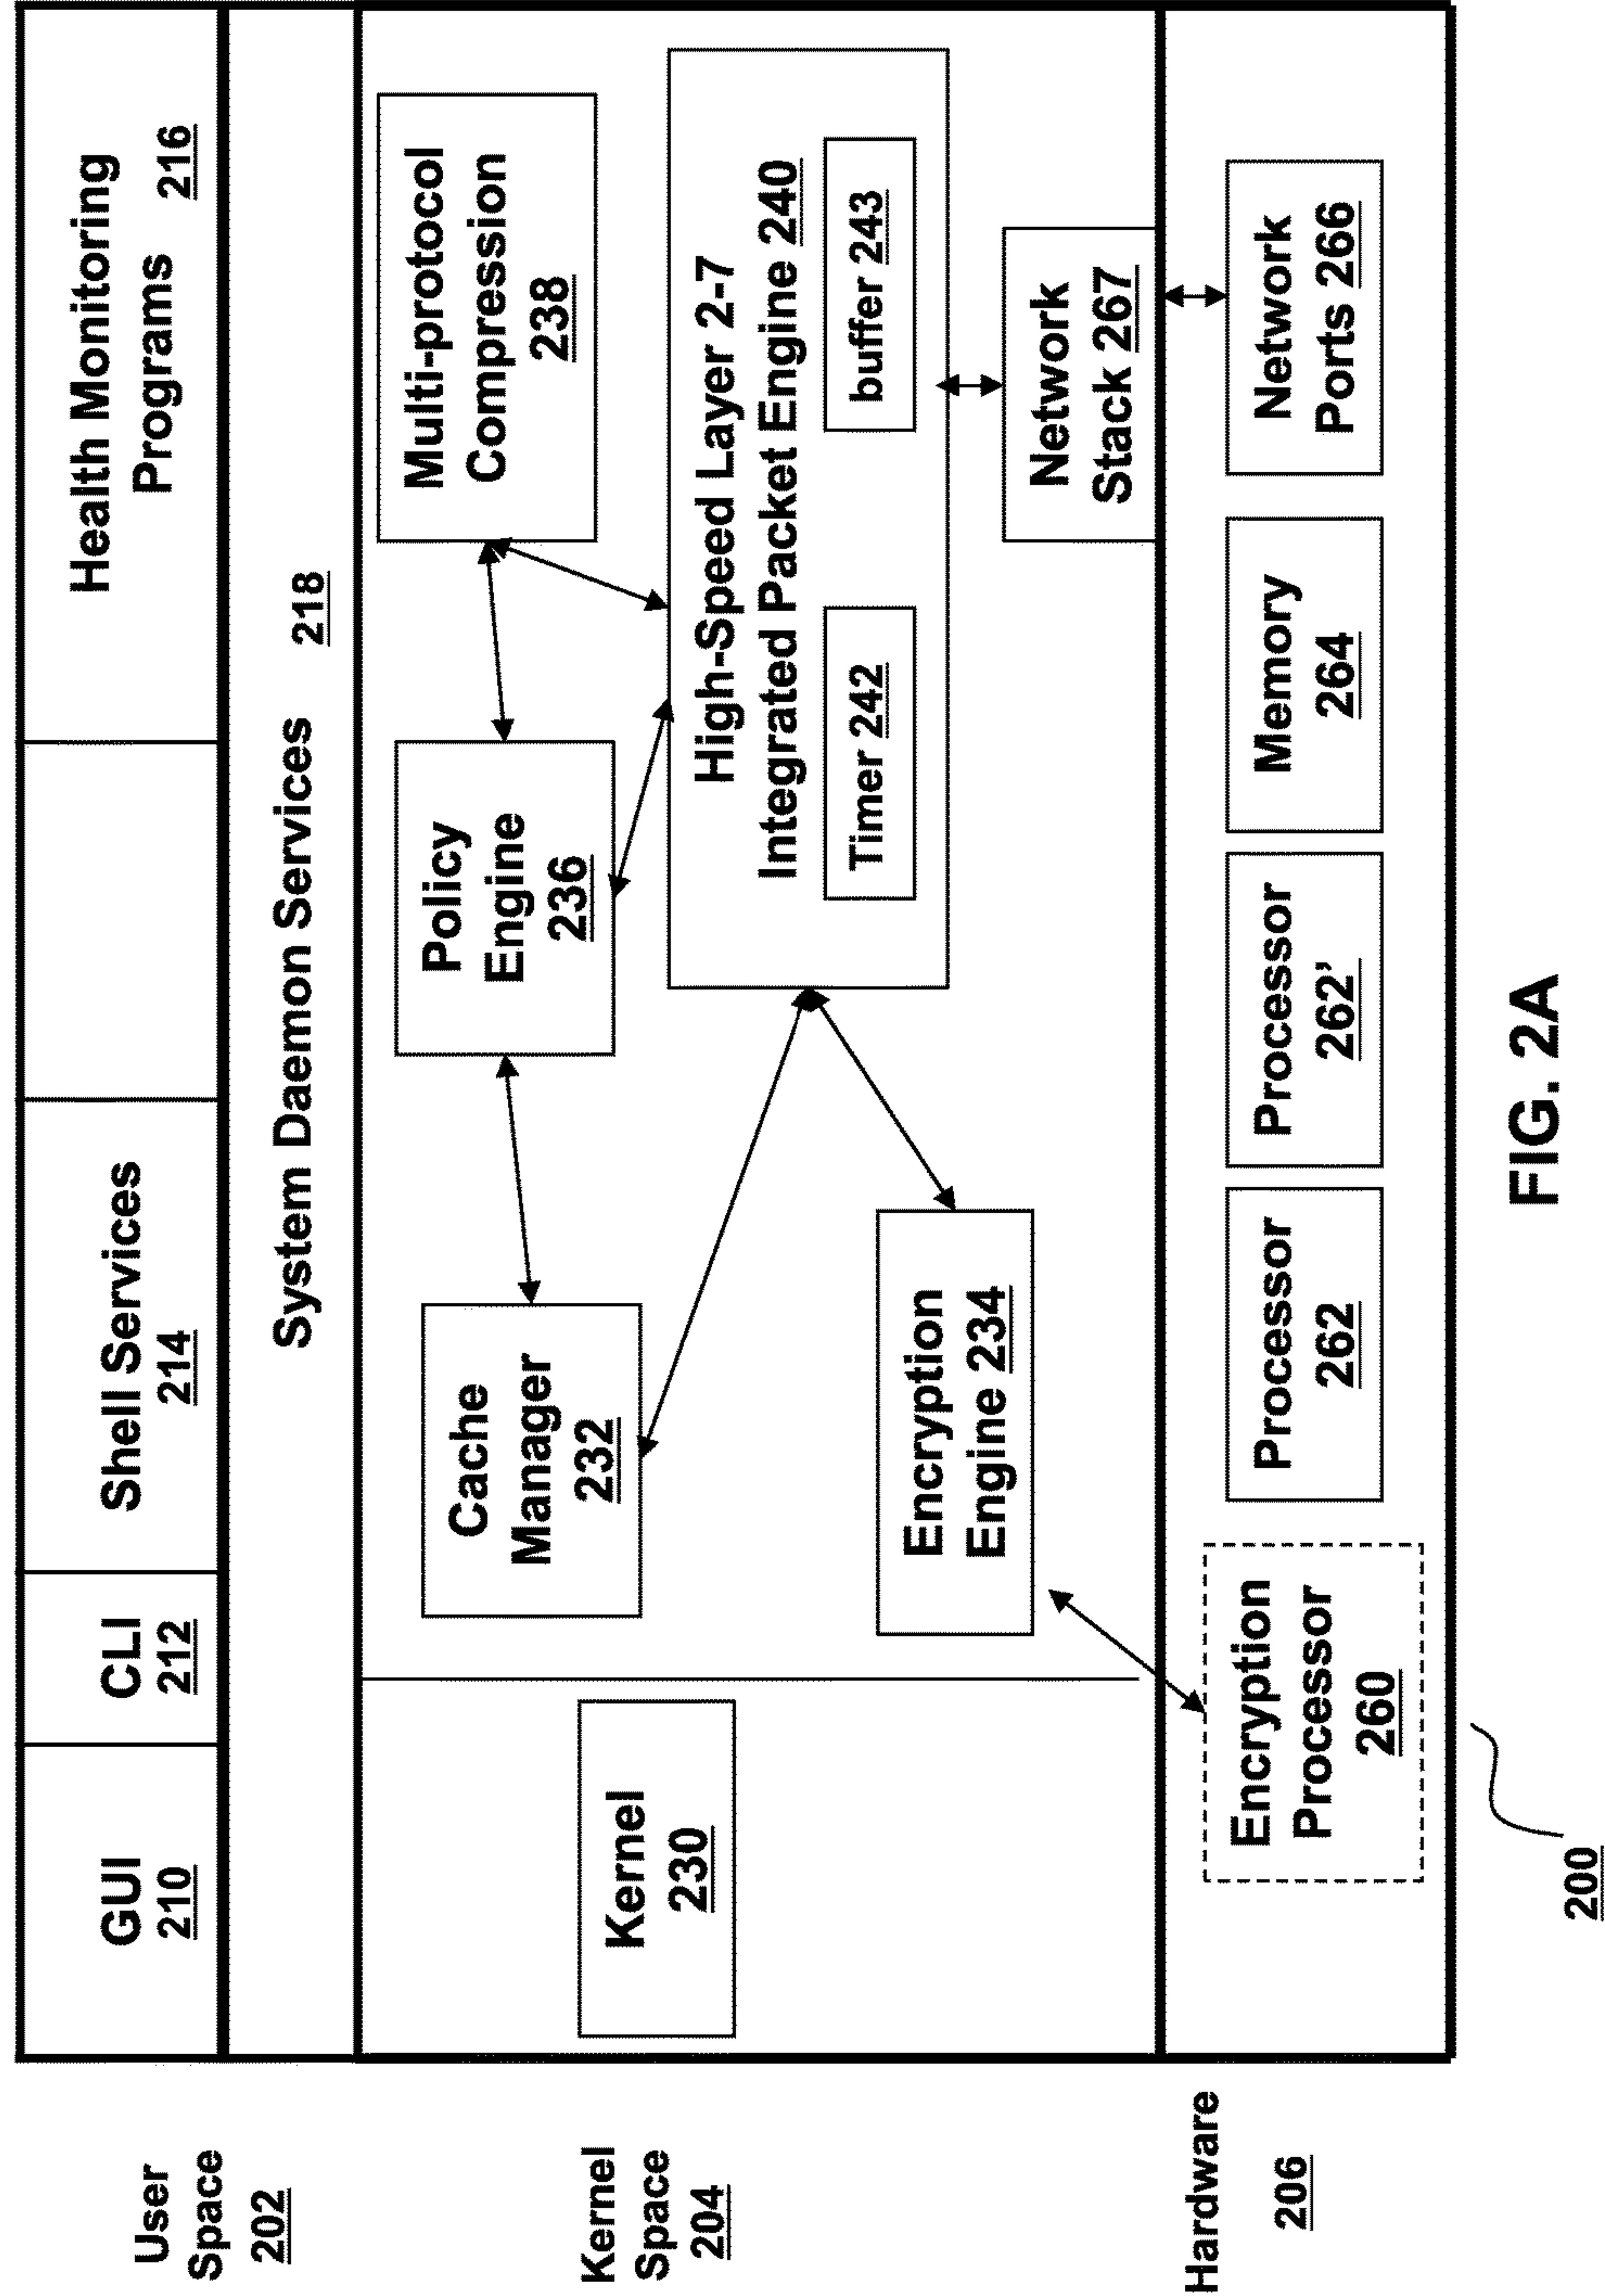 User
Space
202
GUI
210
CLI
212
Shell Services
214
Health Monitoring
Programs 216
System Daemon Services 218
Kernel
Space
204
Kernel
230
Cache
Manager
232
Policy
Engine
236
Multi-protocol
Compression
238
High-Speed Layer 2-7
Integrated Packet Engine 240
Timer 242
buffer 243
Encryption
Engine 234
Network
Stack 267
Hardware
206
Encryption
Processor
260
Processor
262
Processor
262’
Memory
264
Network
Ports 266
200
FIG. 2A